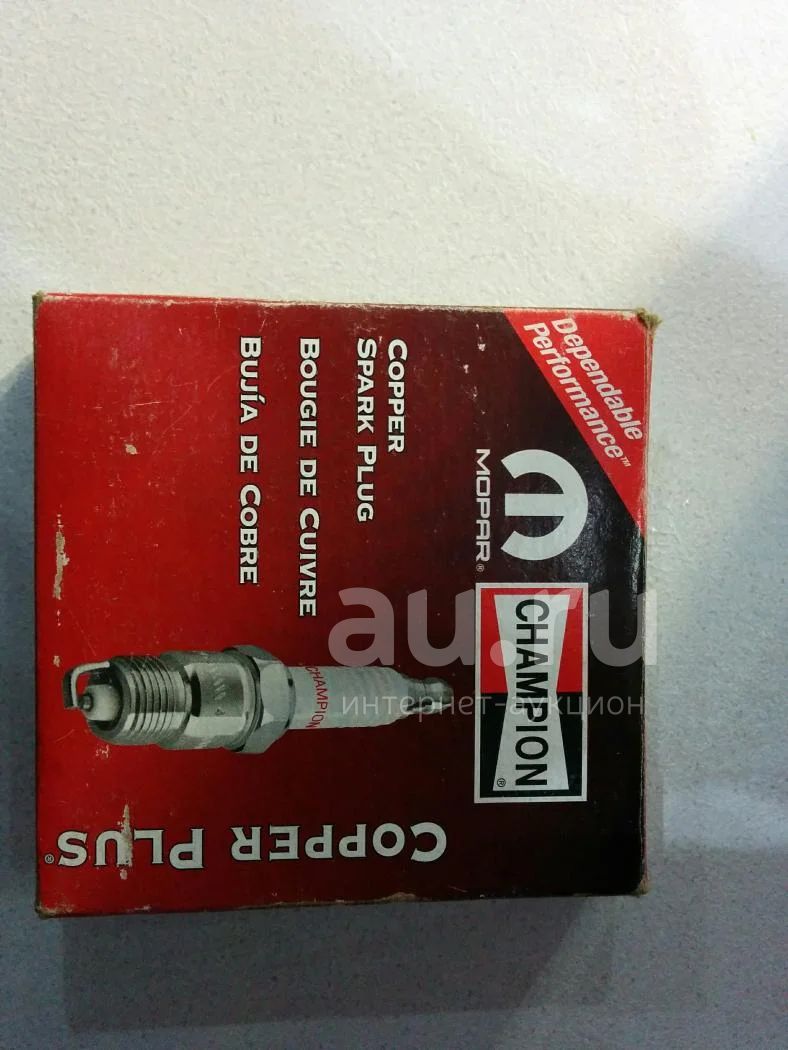 Dependable
Performance™
MOPAR®
CHAMPION®
COPPER
SPARK PLUG
BOUGIE DE CUIVRE
BUJÍA DE COBRE
CHAMPION
COPPER PLUS®
au.ru
интернет-аукцион